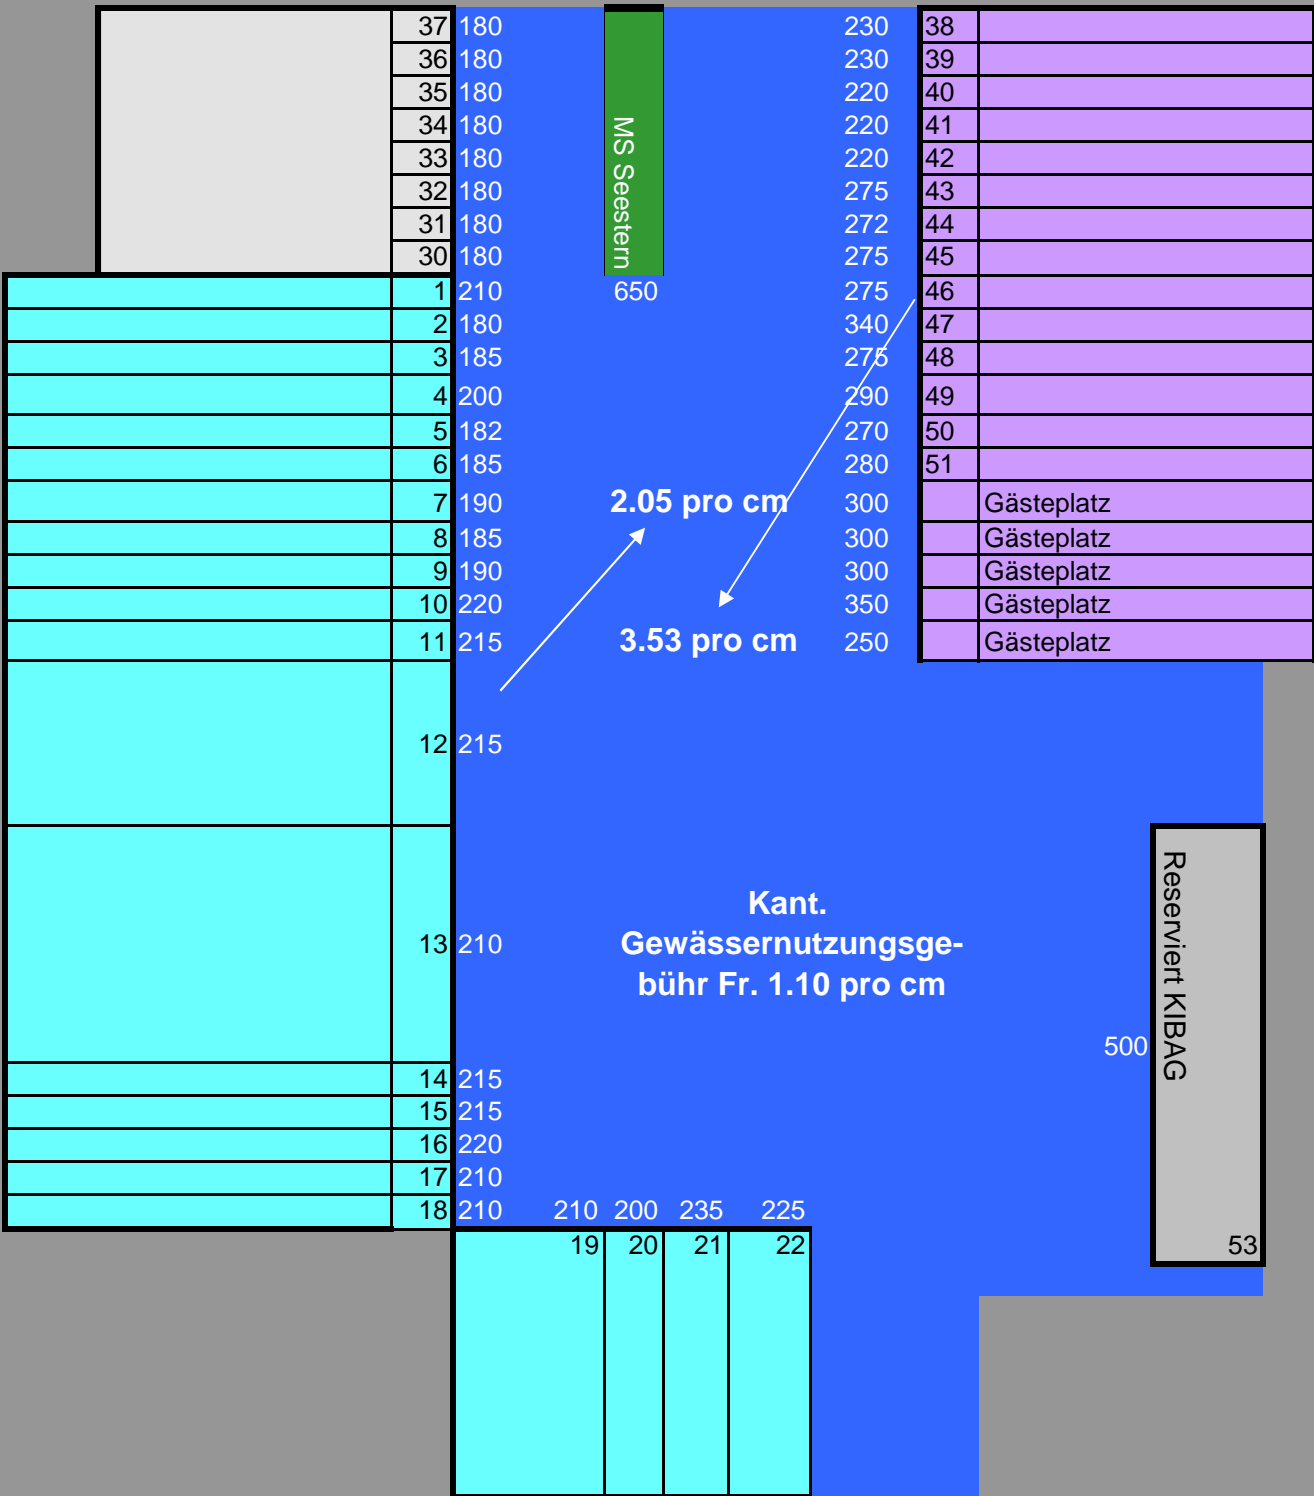 37 180 230 38
36 180 230 39
35 180 220 40
34 180 220 41
33 180 220 42
32 180 275 43
31 180 272 44
30 180 275 45
MS Seestern
1 210 650 275 46
2 180 340 47
3 185 275 48
4 200 290 49
5 182 270 50
6 185 280 51
7 190 2.05 pro cm 300 Gästeplatz
8 185 300 Gästeplatz
9 190 300 Gästeplatz
10 220 350 Gästeplatz
11 215 3.53 pro cm 250 Gästeplatz
12 215
13 210
Kant.
Gewässernutzungsge-
bühr Fr. 1.10 pro cm
Reserviert KIBAG
500
14 215
15 215
16 220
17 210
18 210 210 200 235 225
19 20 21 22 53